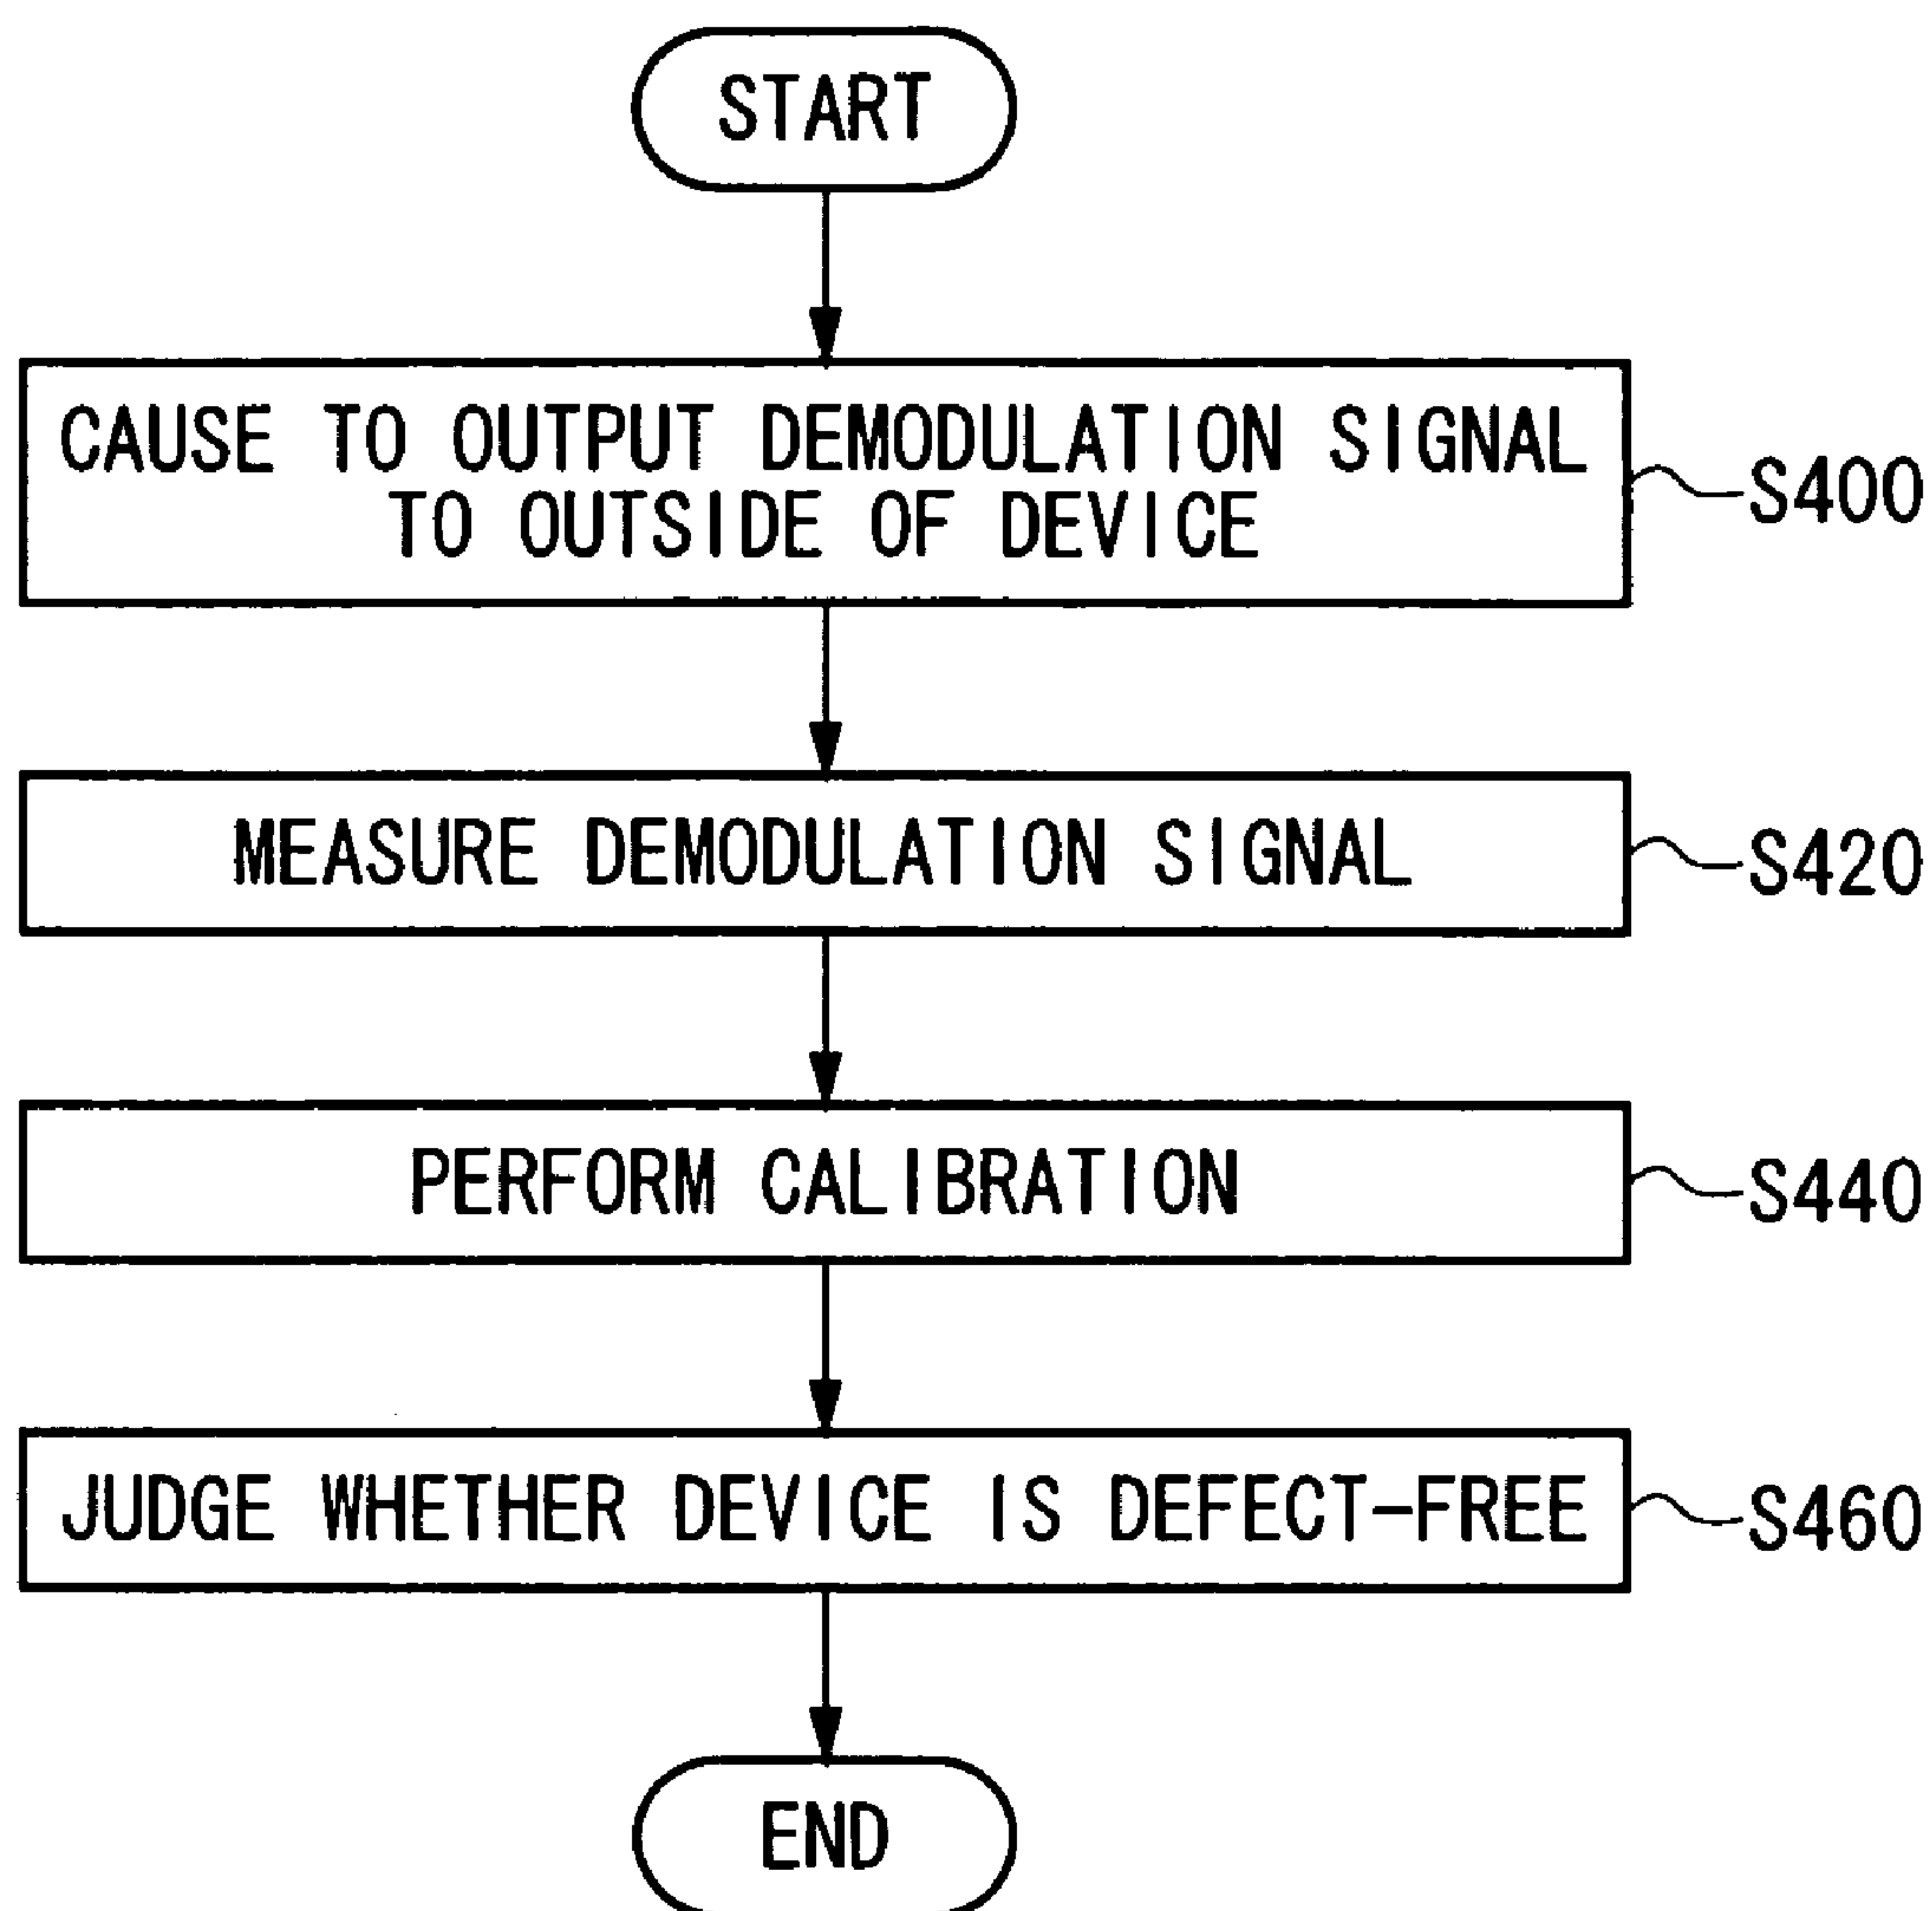 START
CAUSE TO OUTPUT DEMODULATION SIGNAL
TO OUTSIDE OF DEVICE
S400
MEASURE DEMODULATION SIGNAL
S420
PERFORM CALIBRATION
S440
JUDGE WHETHER DEVICE IS DEFECT-FREE
S460
END